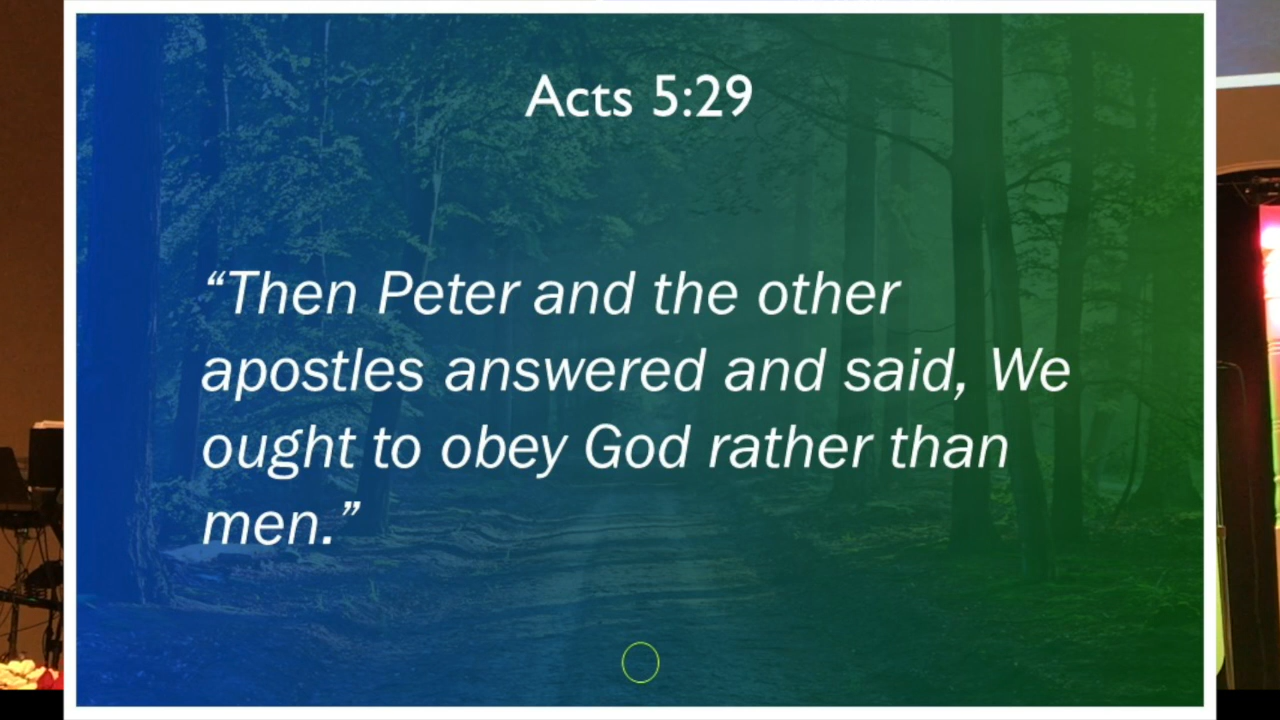 Acts 5:29
“Then Peter and the other
apostles answered and said, We
ought to obey God rather than
men.”